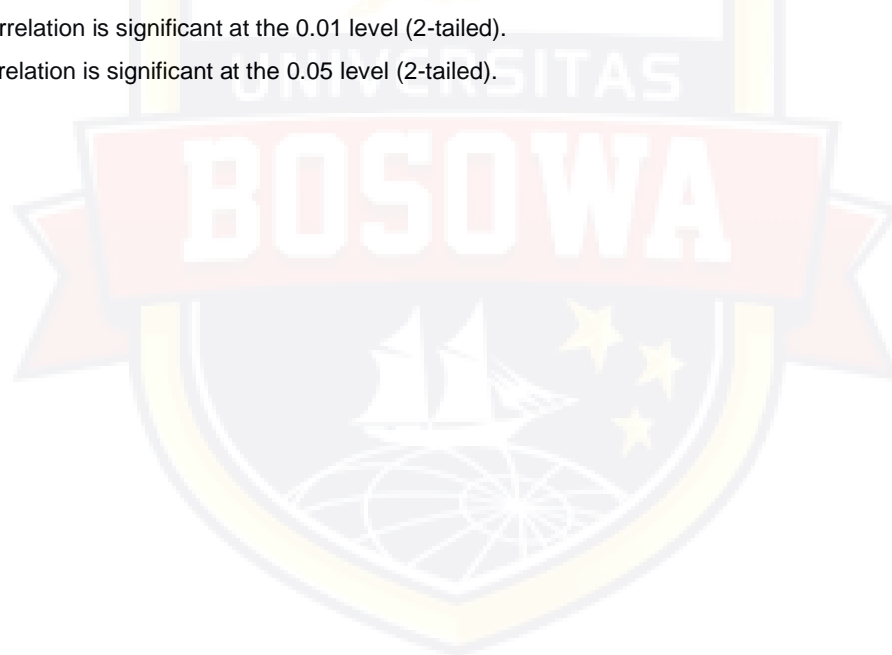 rrelation is significant at the 0.01 level (2-tailed).
relation is significant at the 0.05 level (2-tailed).
UNIVERSITAS
BOSOWA